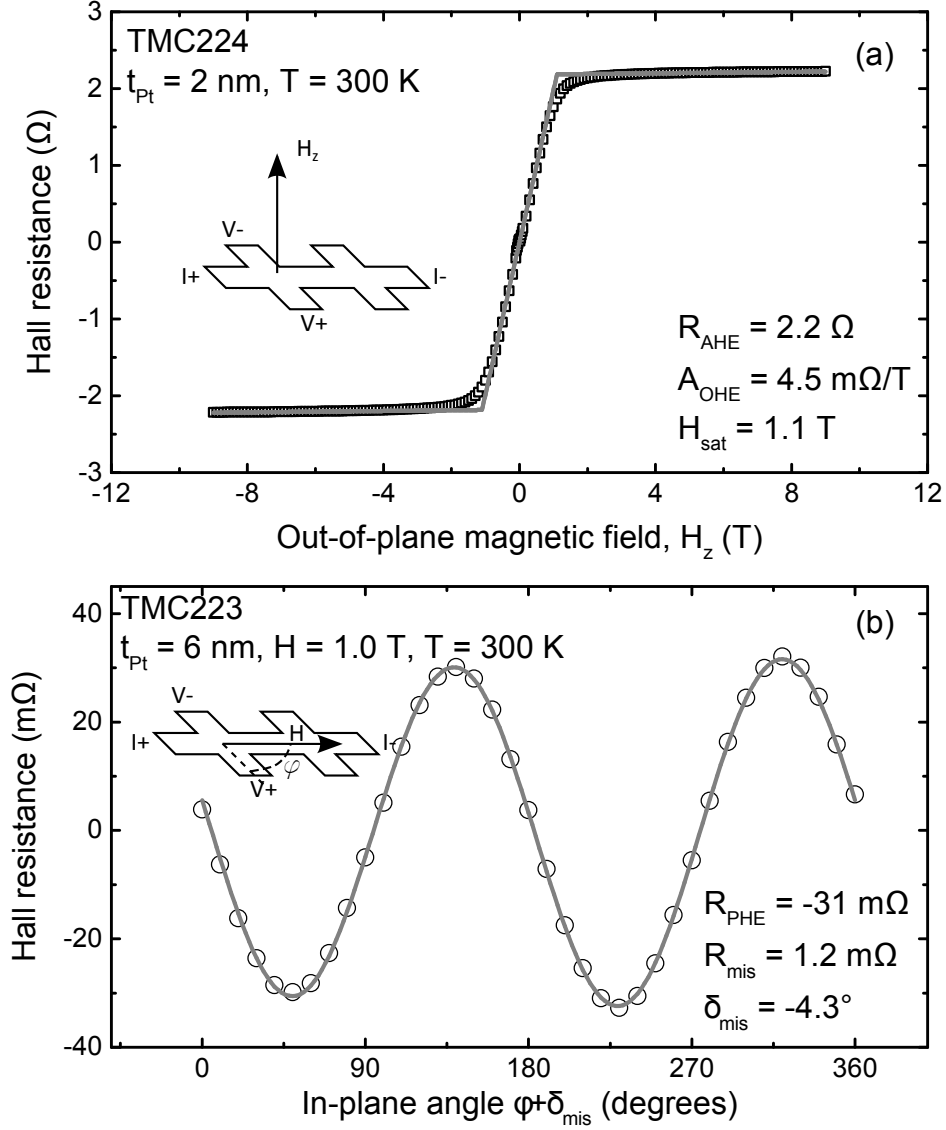 TMC224
(a)
t_Pt = 2 nm, T = 300 K
H_z
V-
I+
I-
V+
R_AHE = 2.2 Ω
A_OHE = 4.5 mΩ/T
H_sat = 1.1 T
Hall resistance (Ω)
3
2
1
0
-1
-2
-3
-12 -8 -4 0 4 8 12
Out-of-plane magnetic field, H_z (T)
TMC223
(b)
t_Pt = 6 nm, H = 1.0 T, T = 300 K
V-
I+
H
I-
φ
V+
R_PHE = -31 mΩ
R_mis = 1.2 mΩ
δ_mis = -4.3°
Hall resistance (mΩ)
40
20
0
-20
-40
0 90 180 270 360
In-plane angle φ+δ_mis (degrees)